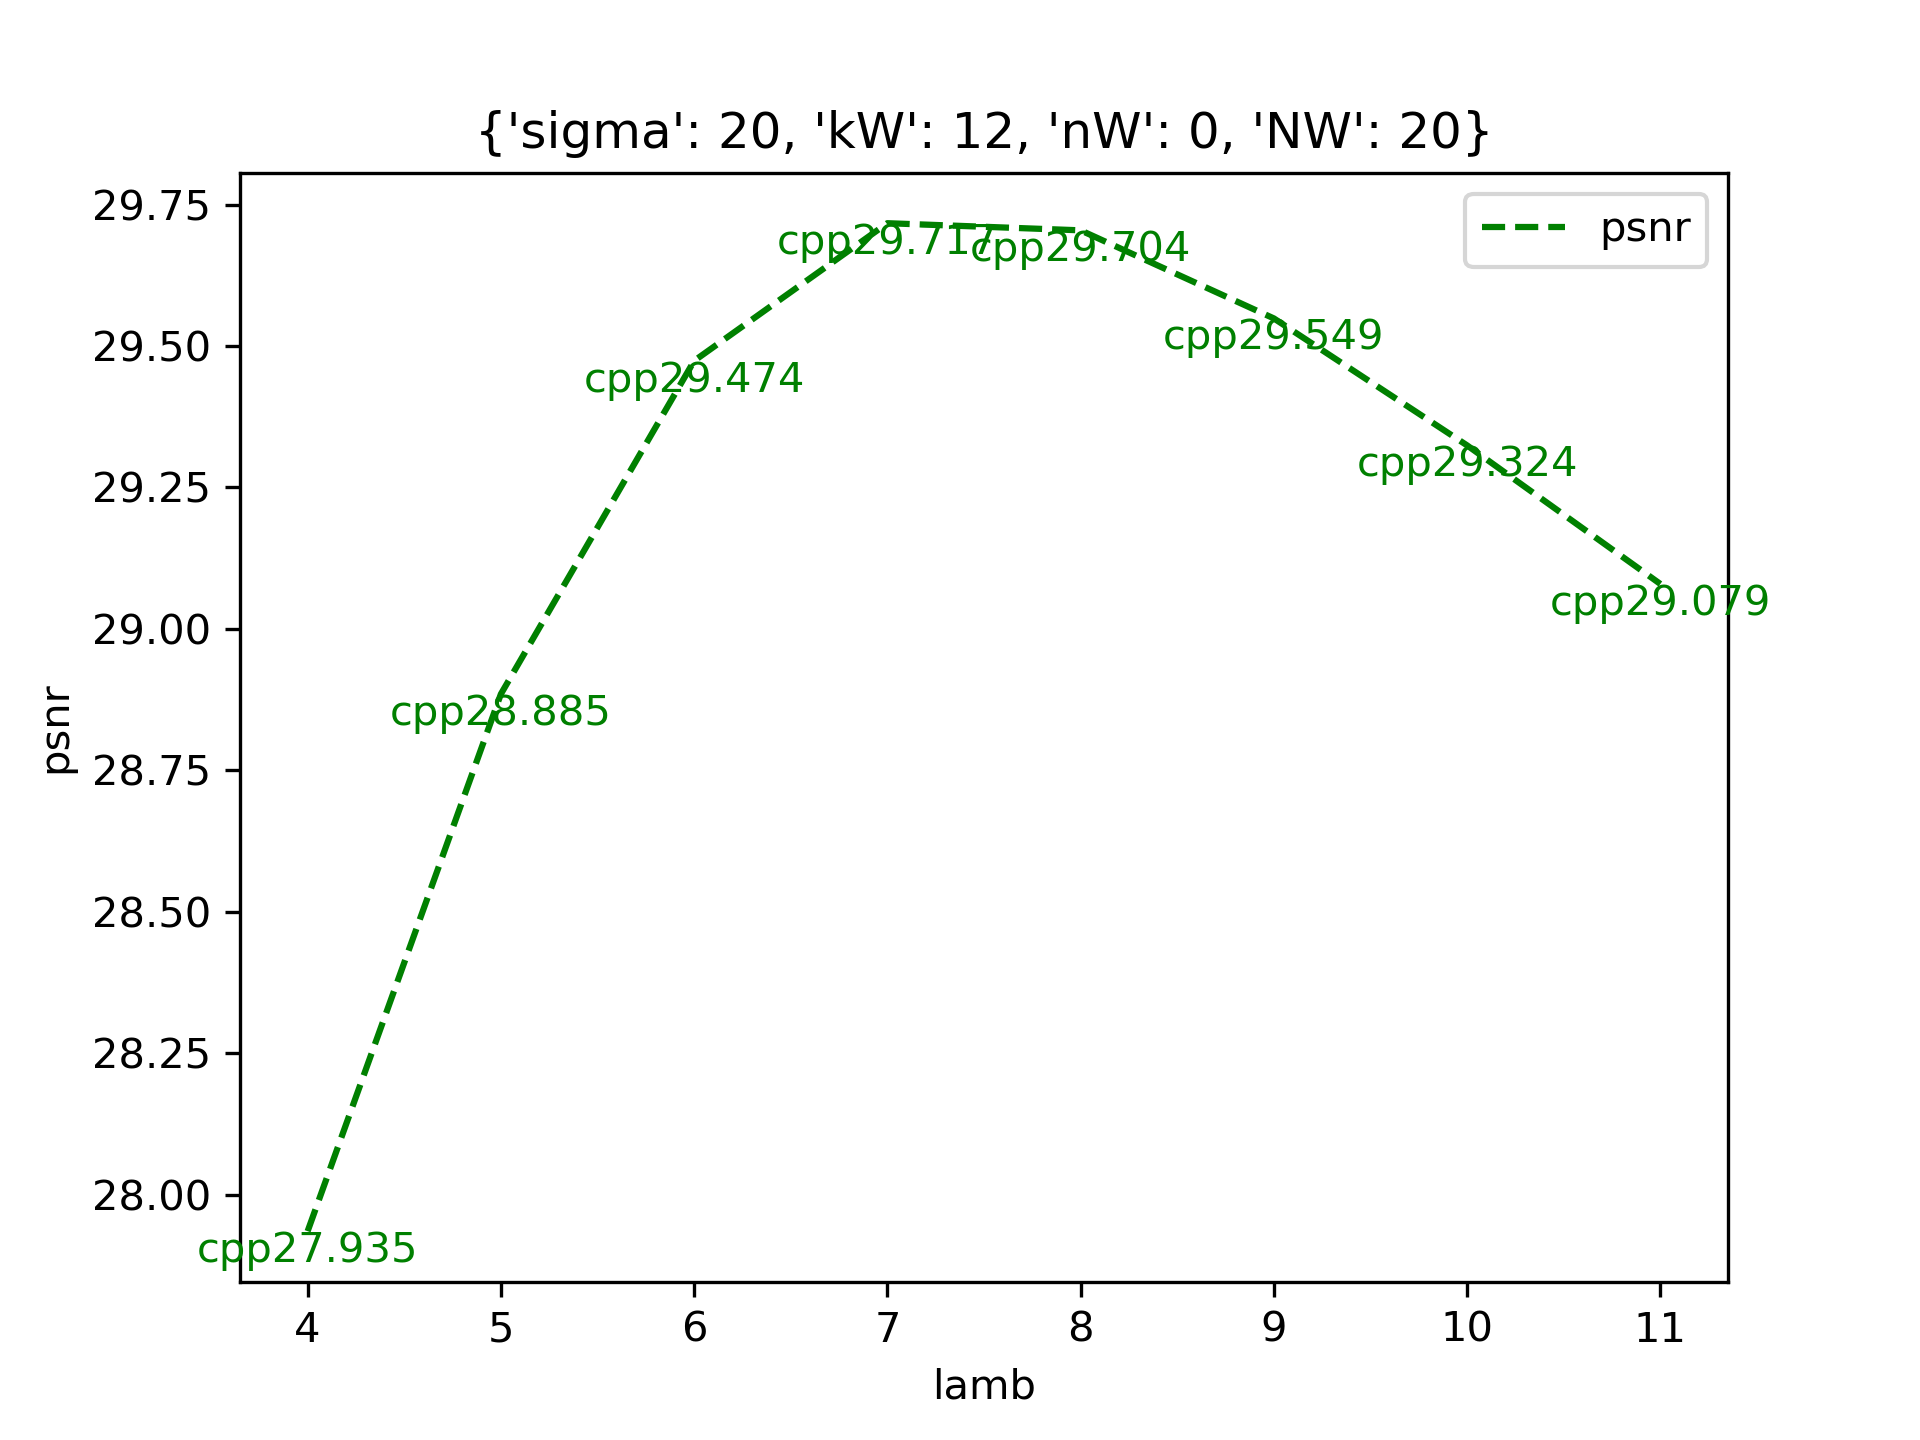 {'sigma': 20, 'kW': 12, 'nW': 0, 'NW': 20}
psnr
29.75
29.50
29.25
29.00
28.75
28.50
28.25
28.00
psnr
cpp27.935
cpp28.885
cpp29.474
cpp29.717
cpp29.704
cpp29.549
cpp29.324
cpp29.079
4 5 6 7 8 9 10 11
lamb